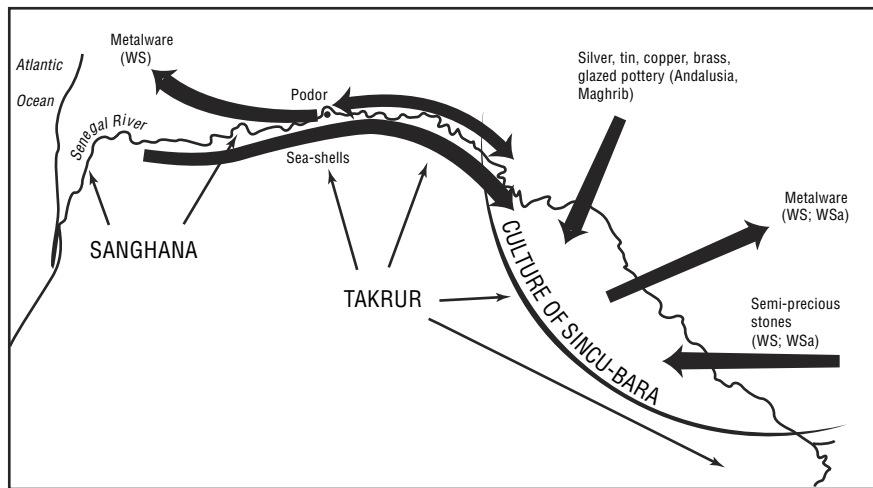 Metalware
(WS)
Atlantic
Ocean
Senegal River
Podor
Sea-shells
Silver, tin, copper, brass,
glazed pottery (Andalusia,
Maghrib)
SANGHANA
TAKRUR
CULTURE OF SINCU-BARA
Metalware
(WS; WSa)
Semi-precious
stones
(WS; WSa)